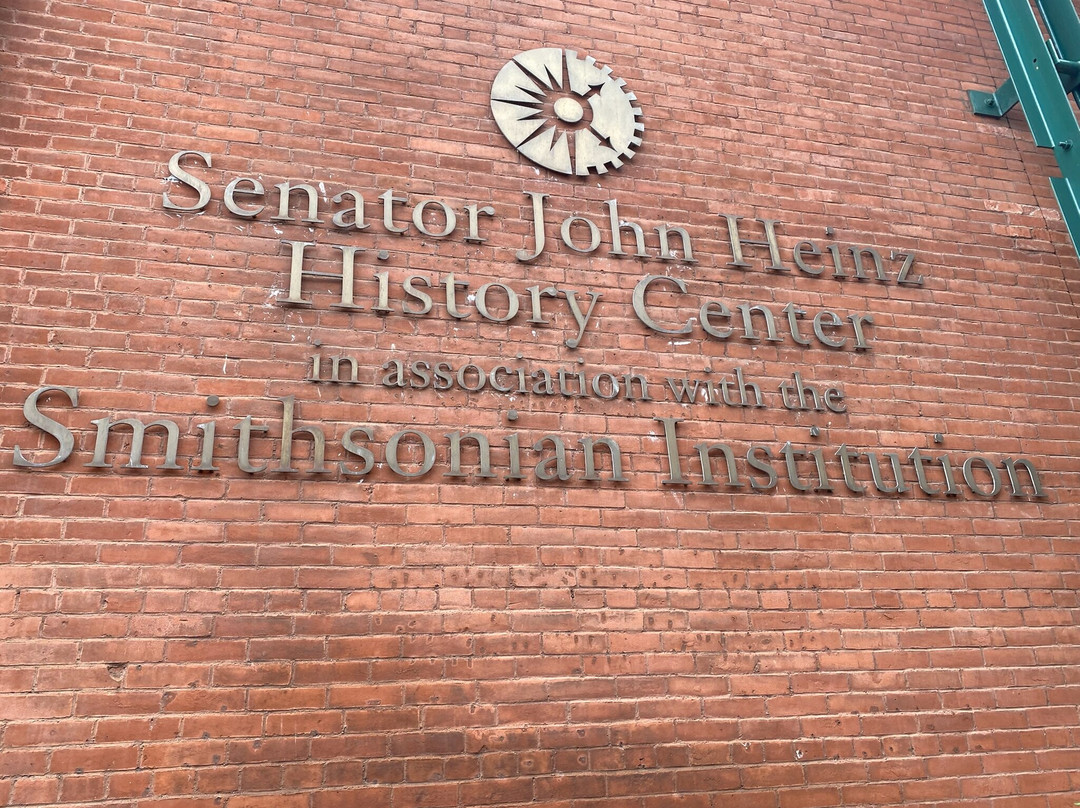 Senator John Heinz
History Center
in association with the
Smithsonian Institution